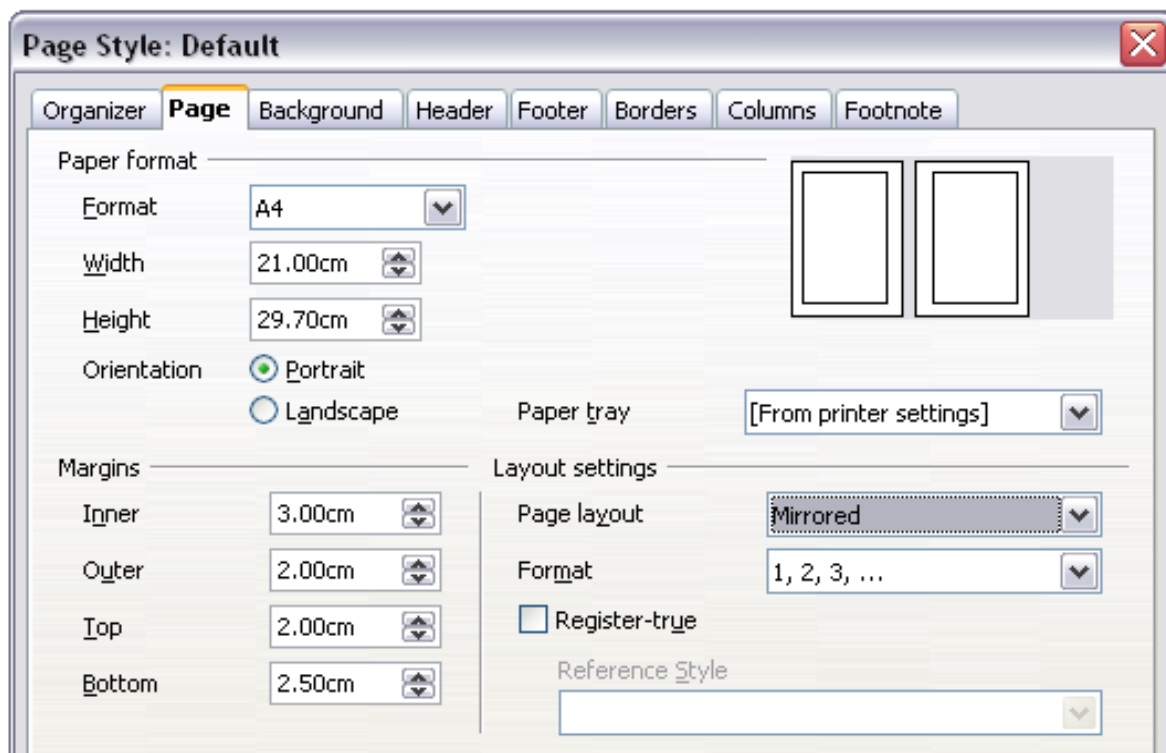 Page Style: Default
Organizer Page Background Header Footer Borders Columns Footnote
Paper format
Format A4
Width 21.00cm
Height 29.70cm
Orientation Portrait
Landscape Paper tray [From printer settings]
Margins Layout settings
Inner 3.00cm Page layout Mirrored
Outer 2.00cm Format 1, 2, 3, ...
Top 2.00cm Register-true
Reference Style
Bottom 2.50cm